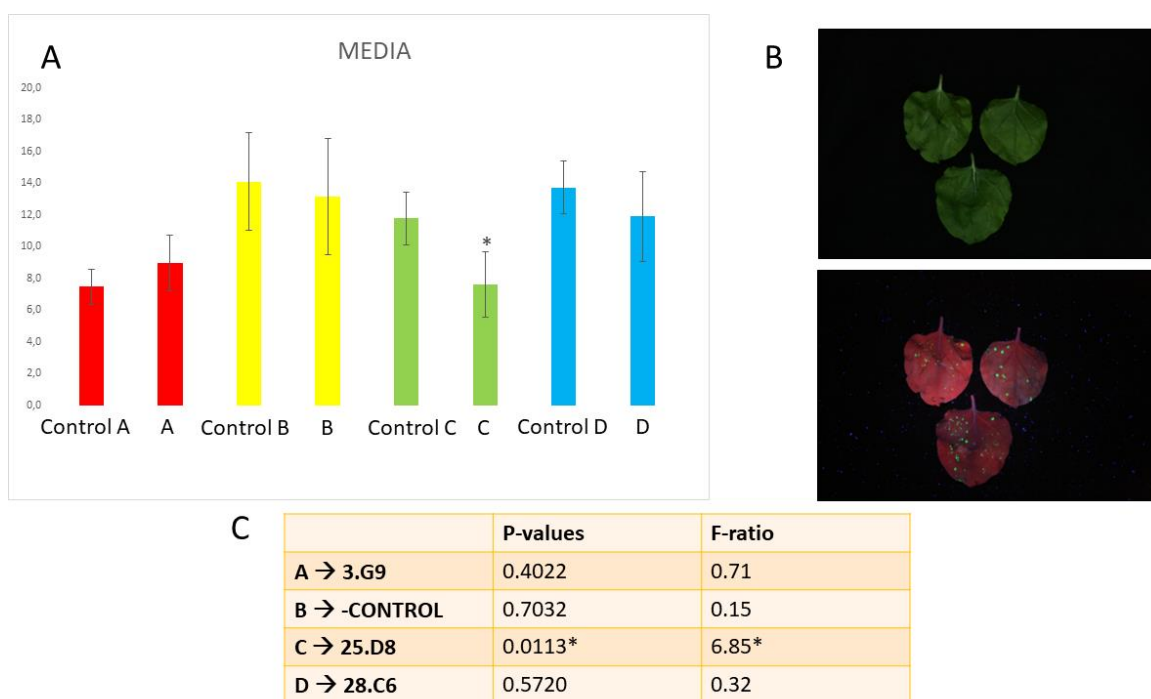 A
MEDIA
20,0
18,0
16,0
14,0
12,0
10,0
8,0
6,0
4,0
2,0
0,0
*
Control A A Control B B Control C C Control D D
B
C
P-values F-ratio
A → 3.G9 0.4022 0.71
B → -CONTROL 0.7032 0.15
C → 25.D8 0.0113* 6.85*
D → 28.C6 0.5720 0.32